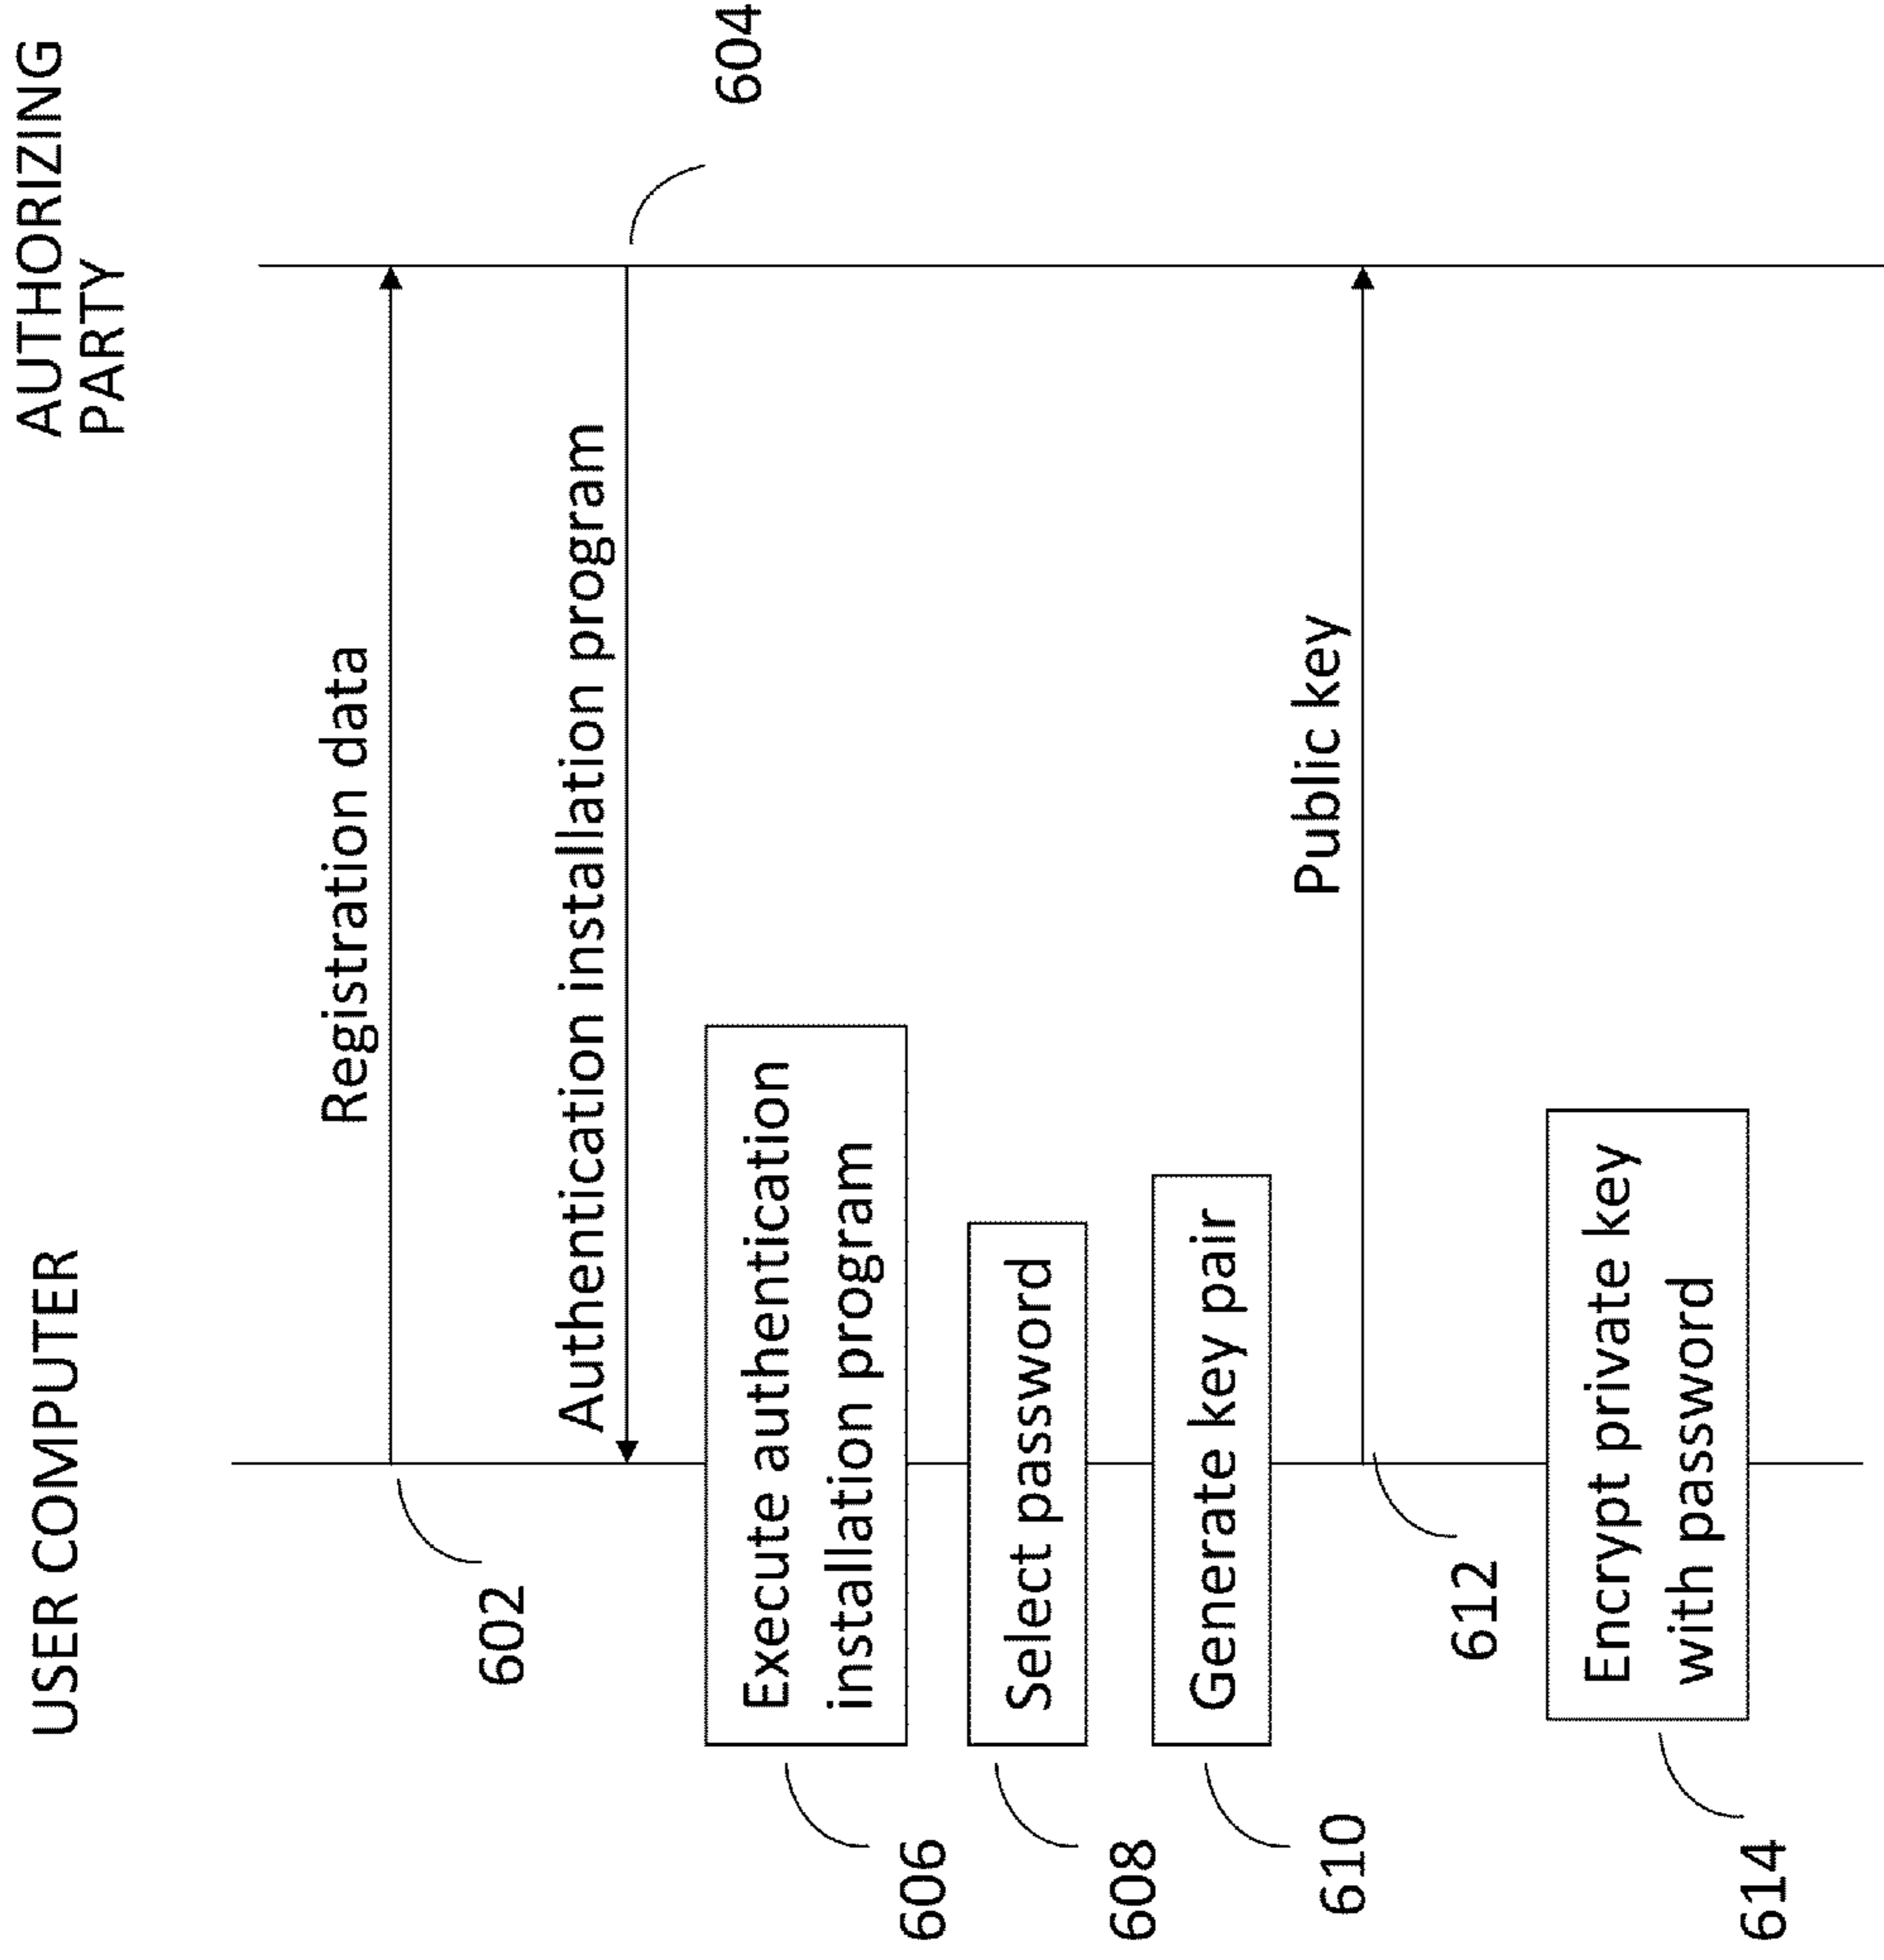 USER COMPUTER
AUTHORIZING
PARTY
Registration data
602
Authentication installation program
604
Execute authentication
installation program
606
Select password
608
Generate key pair
610
Public key
612
Encrypt private key
with password
614